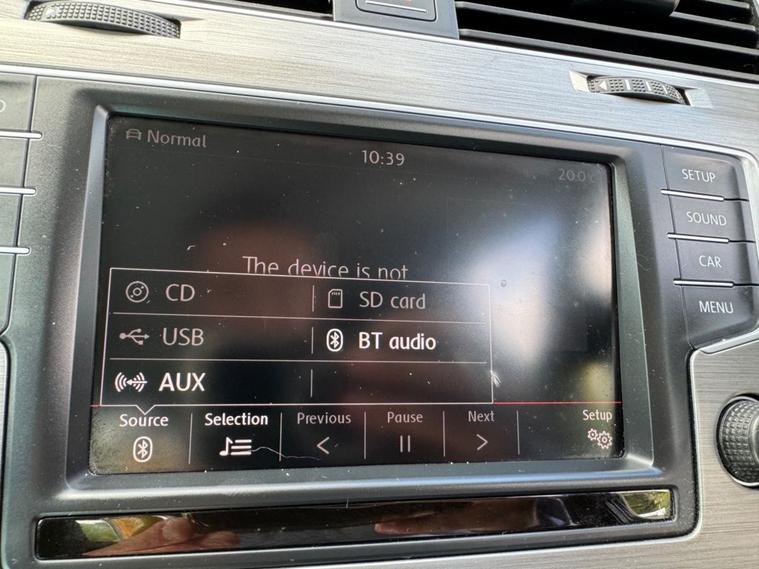 Normal
10:39
20.0
The device is not
CD
SD card
USB
BT audio
AUX
Source
Selection
Previous
Pause
Next
Setup
SETUP
SOUND
CAR
MENU